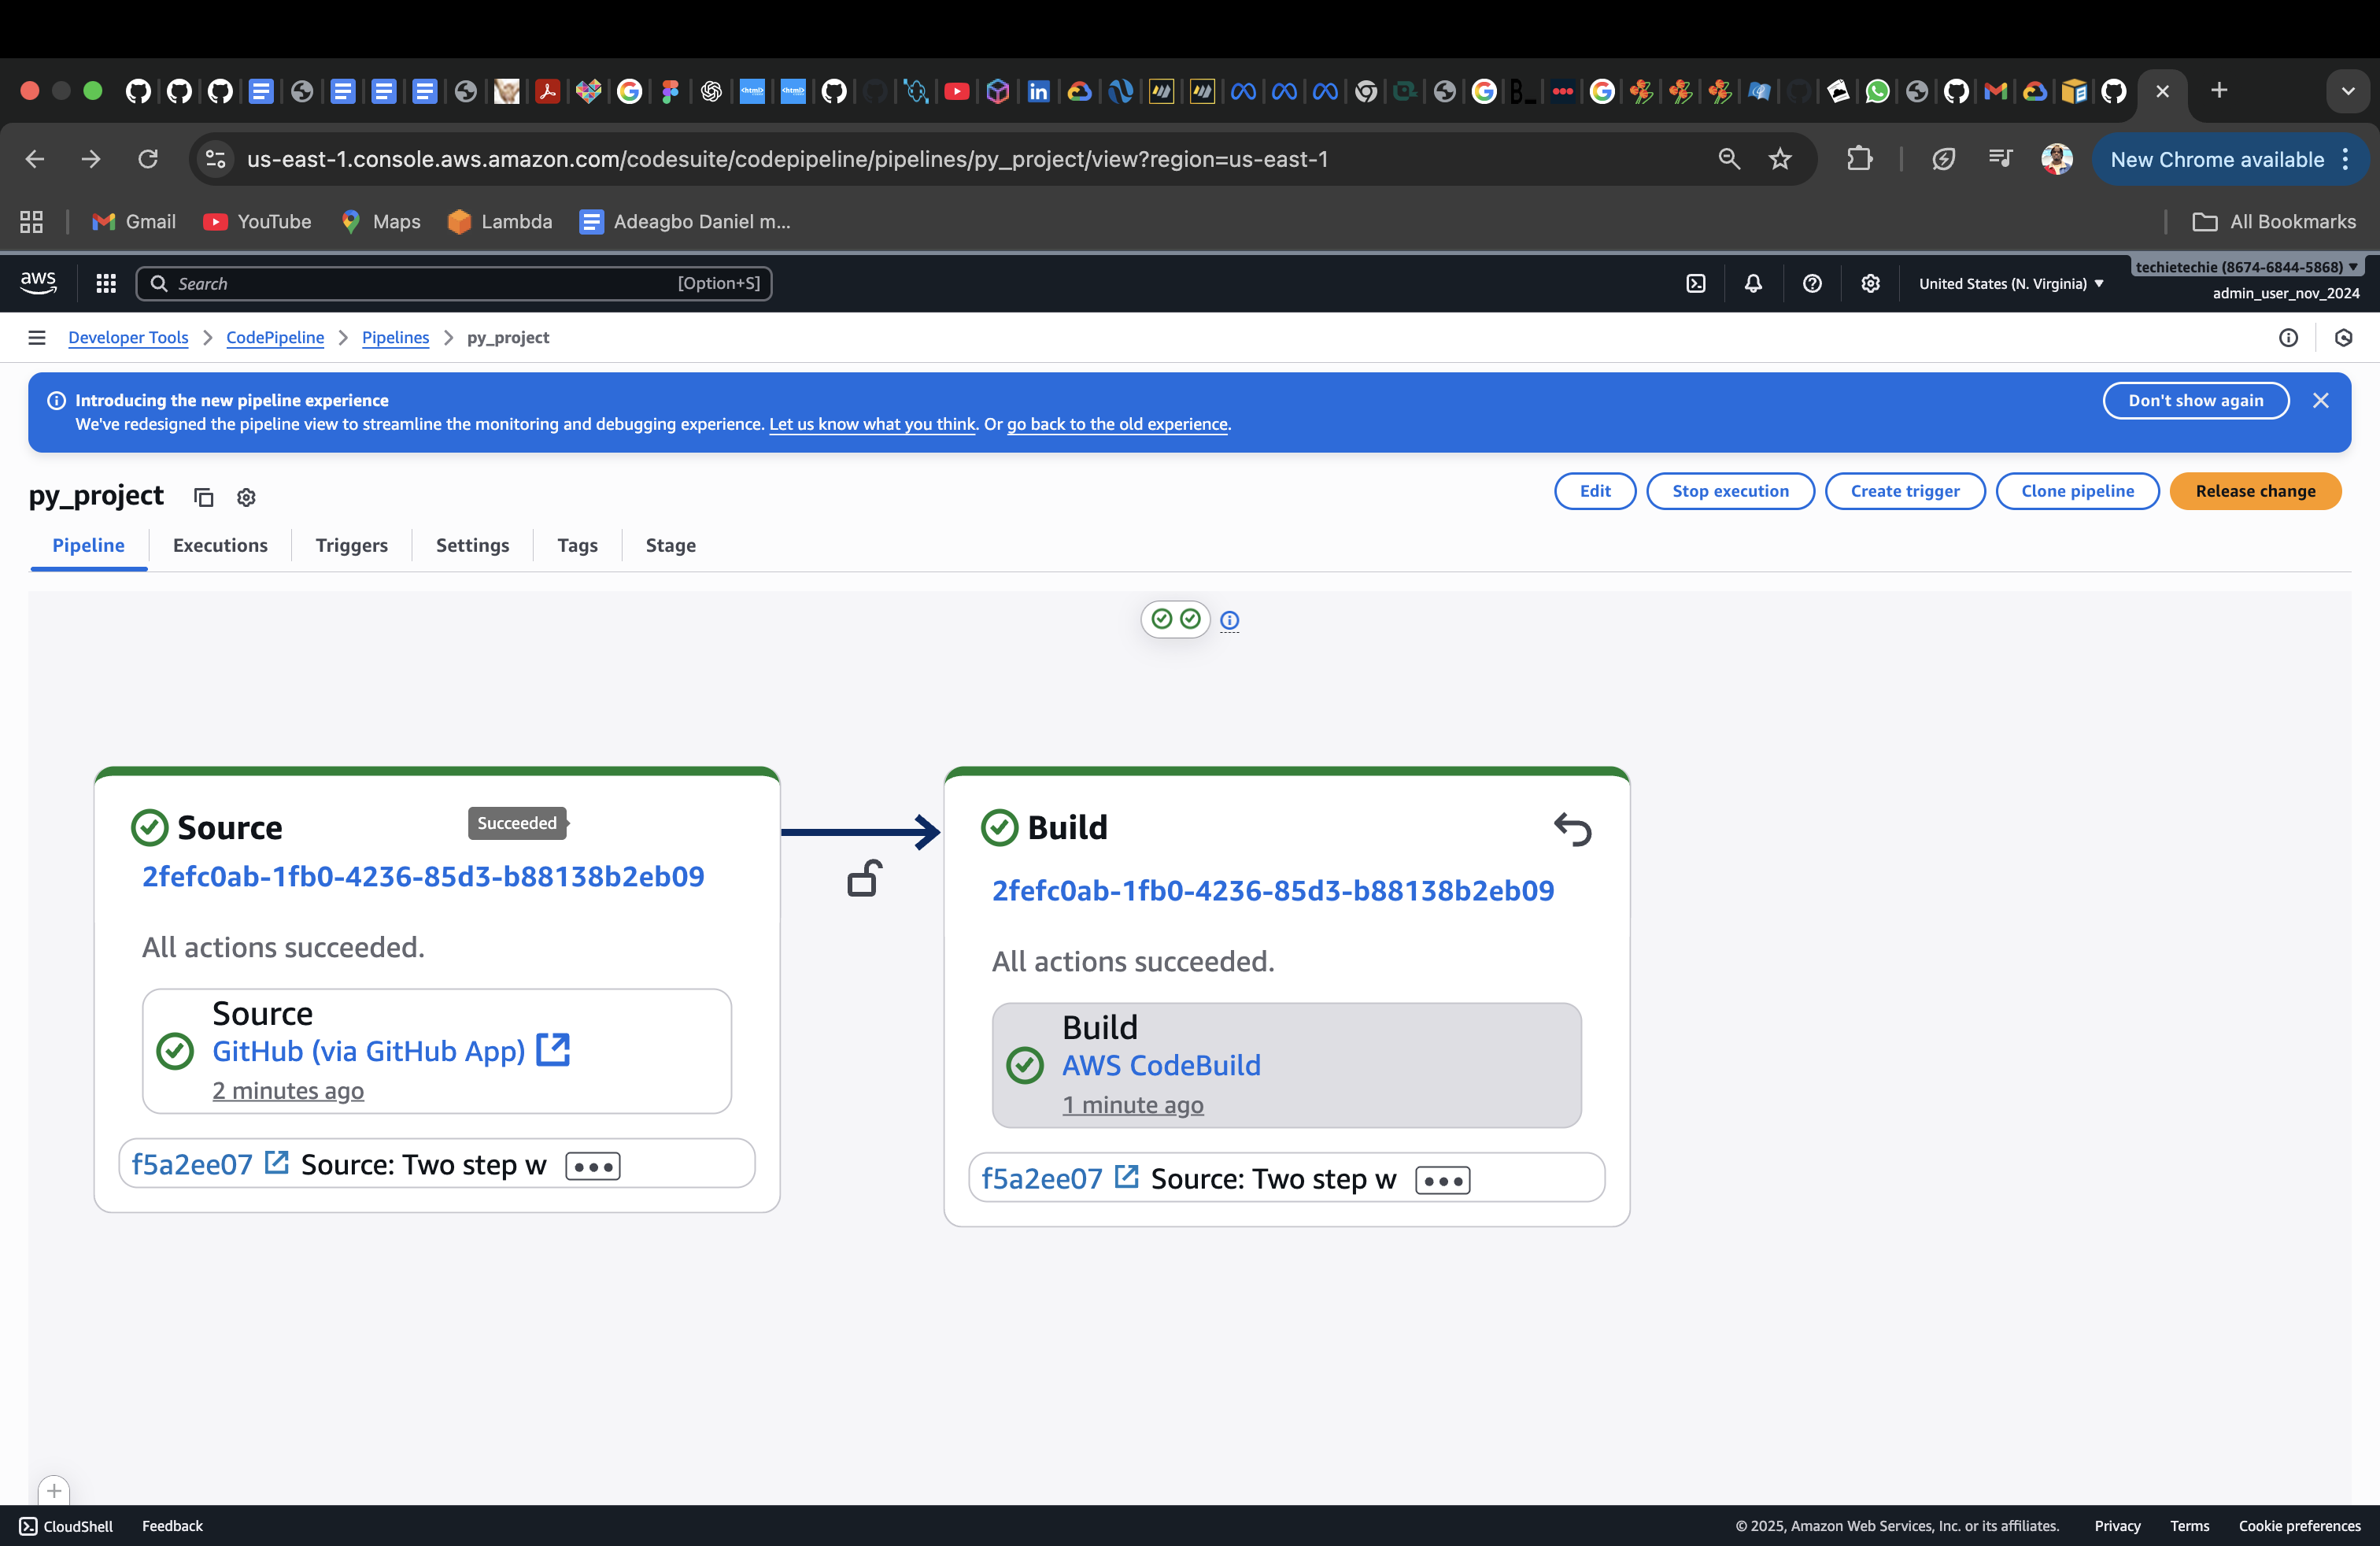 us-east-1.console.aws.amazon.com/codesuite/codepipeline/pipelines/py_project/view?region=us-east-1
New Chrome available
Gmail
YouTube
Maps
Lambda
Adeagbo Daniel m...
All Bookmarks
aws
Search
[Option+S]
United States (N. Virginia)
techietechie (8674-6844-5868)
admin_user_nov_2024
Developer Tools
CodePipeline
Pipelines
py_project
Introducing the new pipeline experience
We've redesigned the pipeline view to streamline the monitoring and debugging experience. Let us know what you think. Or go back to the old experience.
Don't show again
py_project
Edit
Stop execution
Create trigger
Clone pipeline
Release change
Pipeline
Executions
Triggers
Settings
Tags
Stage
Source
Succeeded
2fefc0ab-1fb0-4236-85d3-b88138b2eb09
All actions succeeded.
Source
GitHub (via GitHub App)
2 minutes ago
f5a2ee07 Source: Two step w
Build
2fefc0ab-1fb0-4236-85d3-b88138b2eb09
All actions succeeded.
Build
AWS CodeBuild
1 minute ago
f5a2ee07 Source: Two step w
CloudShell
Feedback
© 2025, Amazon Web Services, Inc. or its affiliates.
Privacy
Terms
Cookie preferences